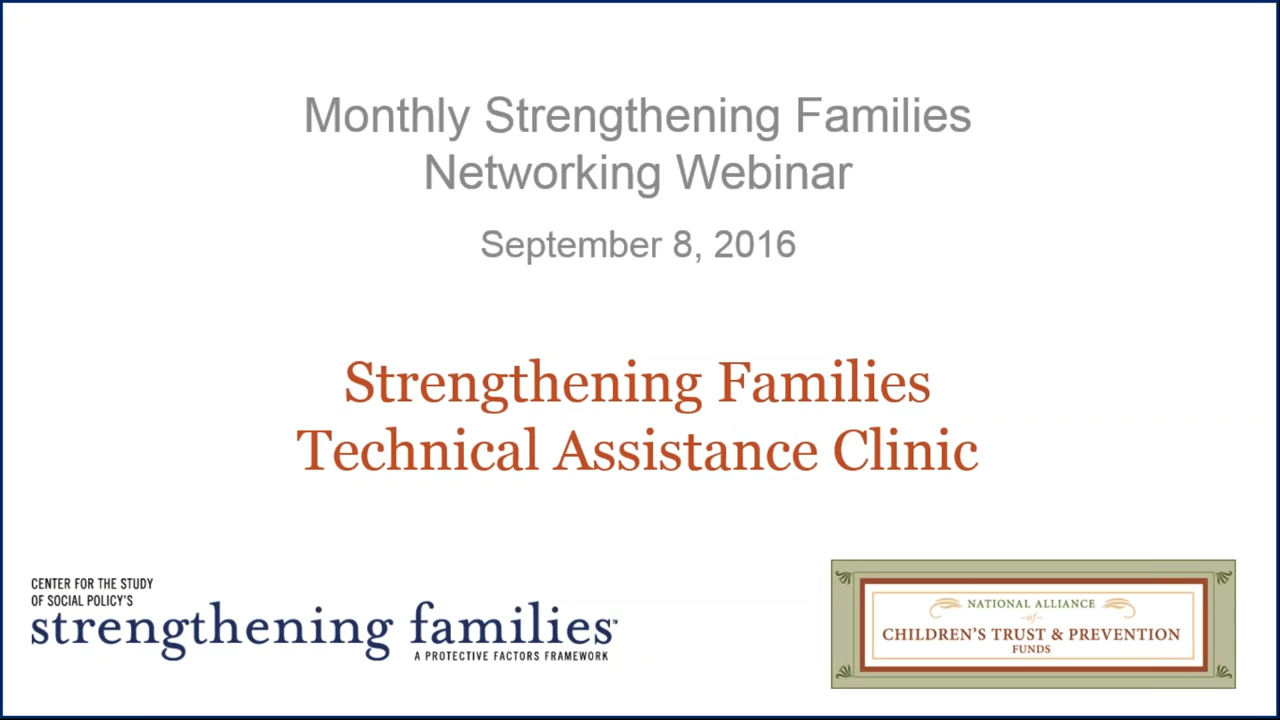 Monthly Strengthening Families
Networking Webinar
September 8, 2016
Strengthening Families
Technical Assistance Clinic
CENTER FOR THE STUDY
OF SOCIAL POLICY'S
strengthening families™
A PROTECTIVE FACTORS FRAMEWORK
NATIONAL ALLIANCE
of
CHILDREN'S TRUST & PREVENTION
FUNDS